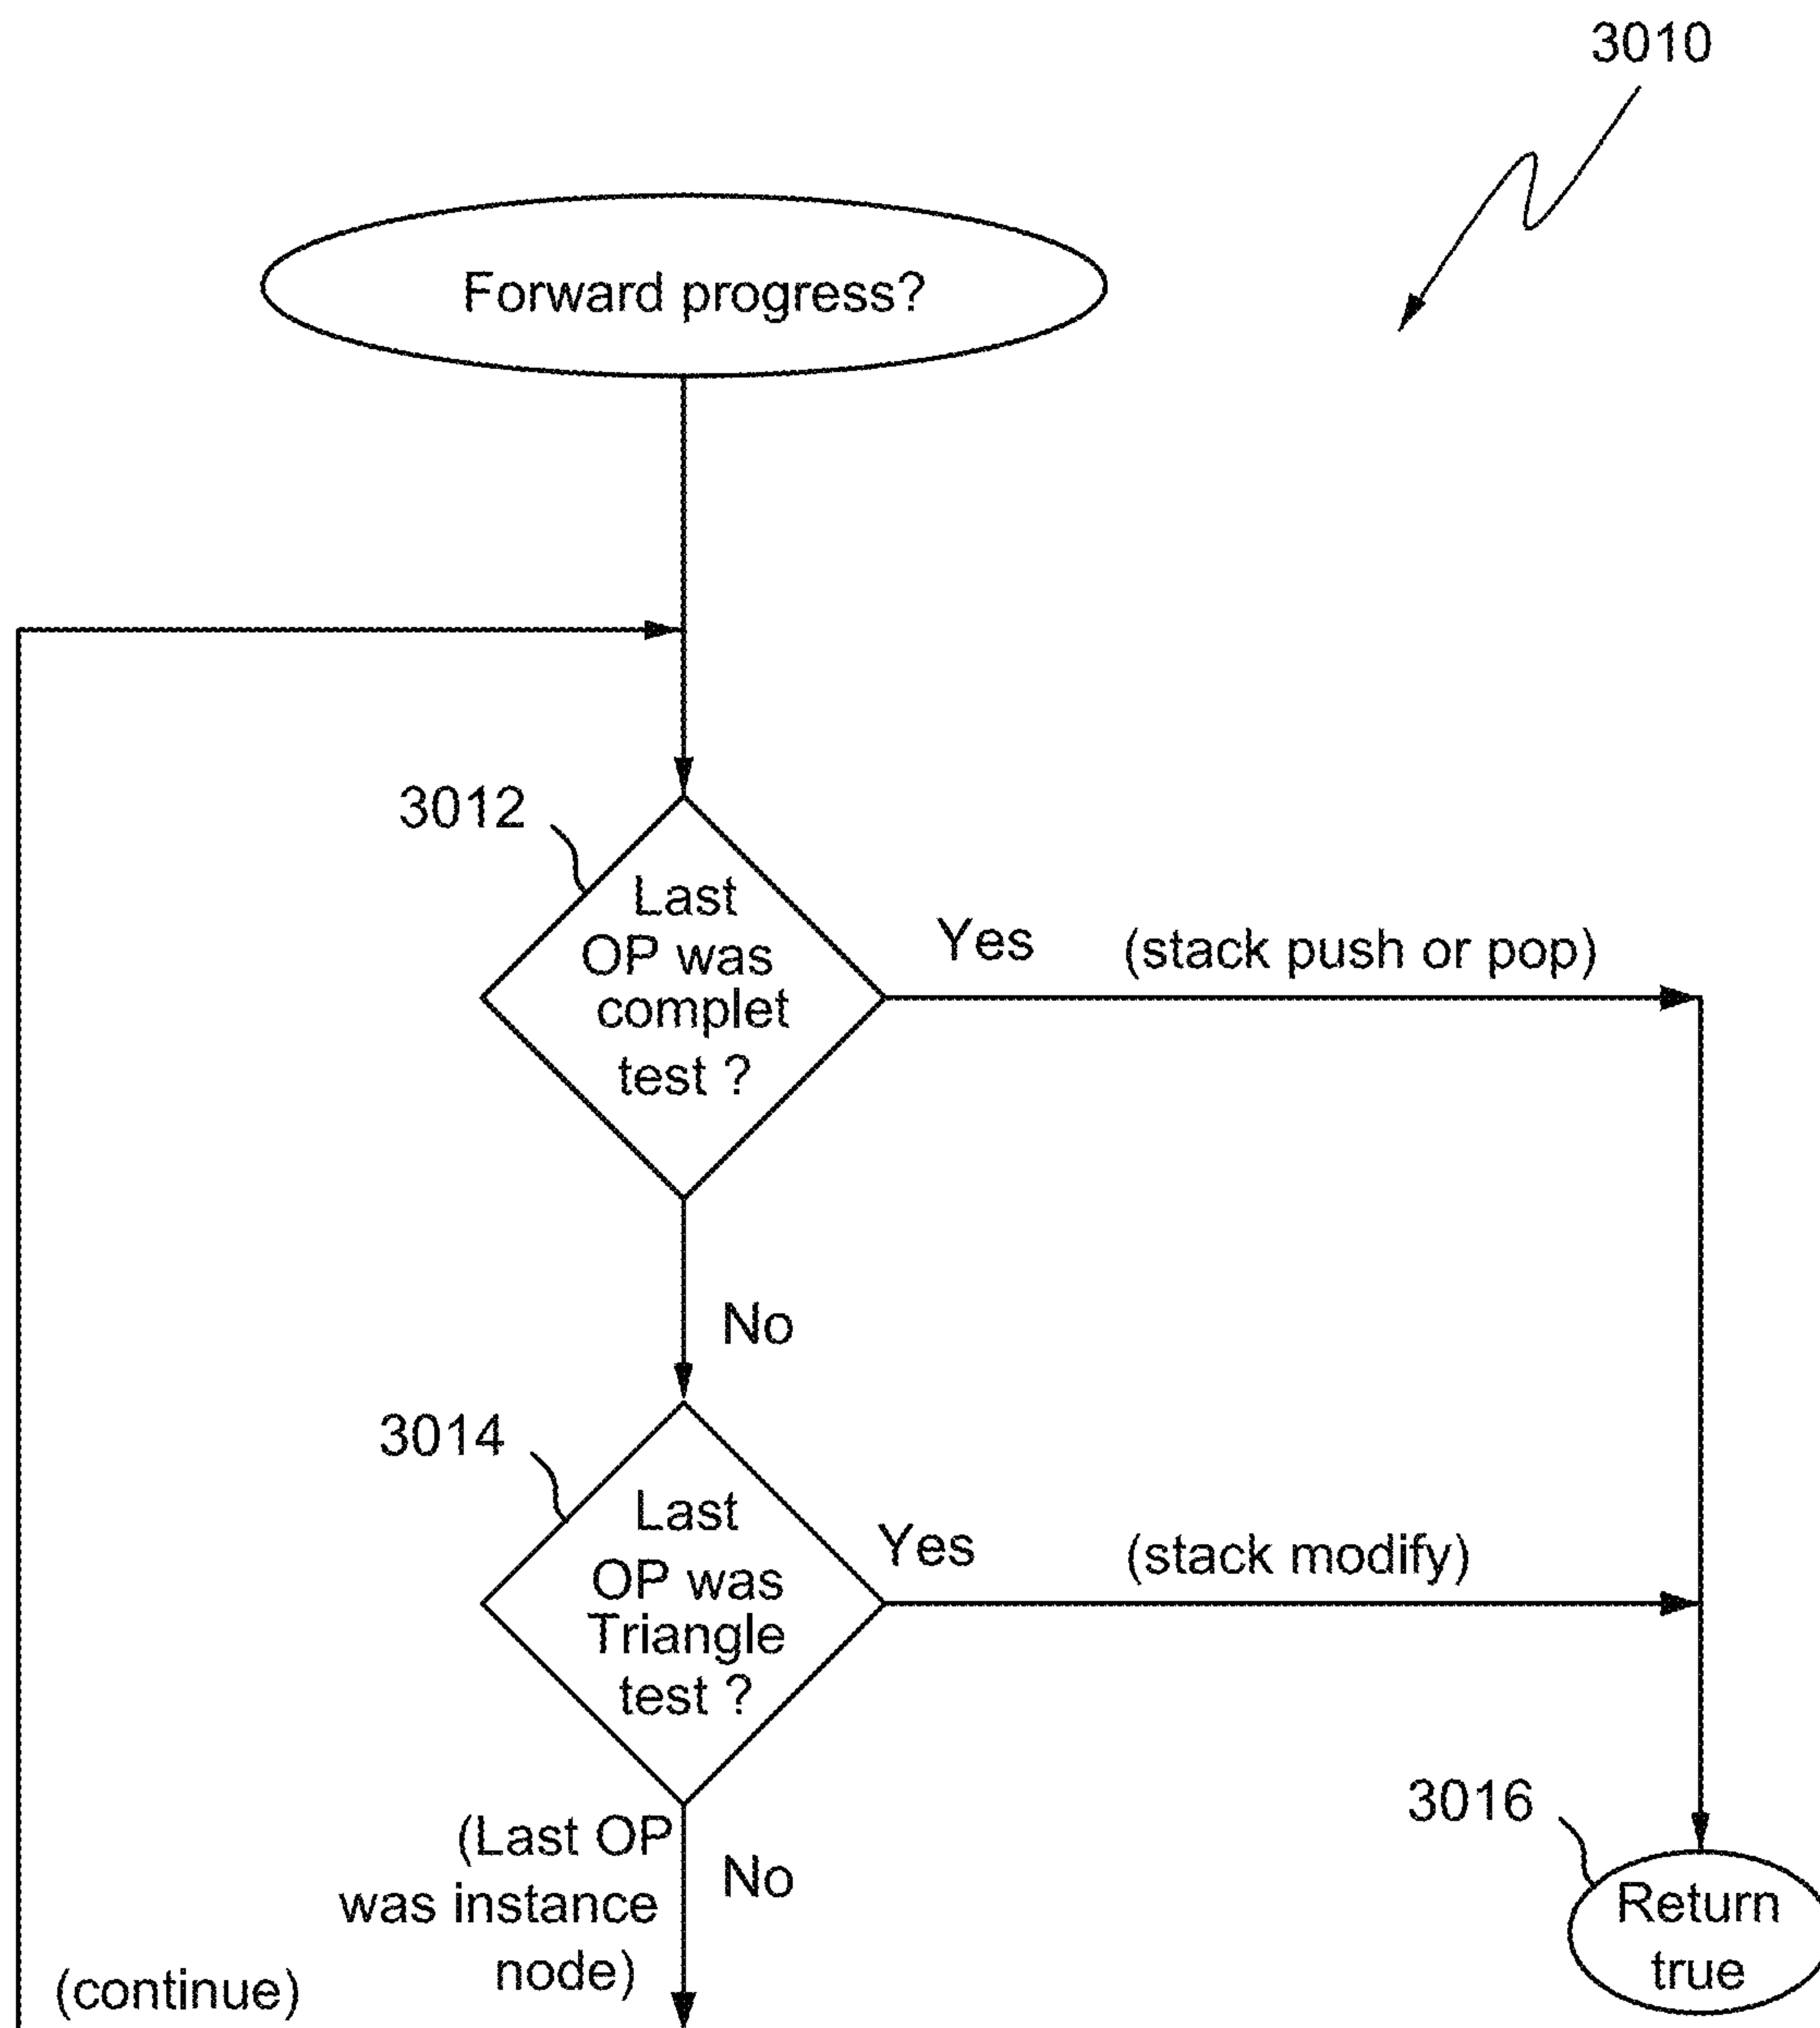 3010
Forward progress?
3012
Last
OP was
complet
test ?
Yes
(stack push or pop)
No
3014
Last
OP was
Triangle
test ?
Yes
(stack modify)
3016
Return
true
(Last OP
was instance
node)
No
(continue)